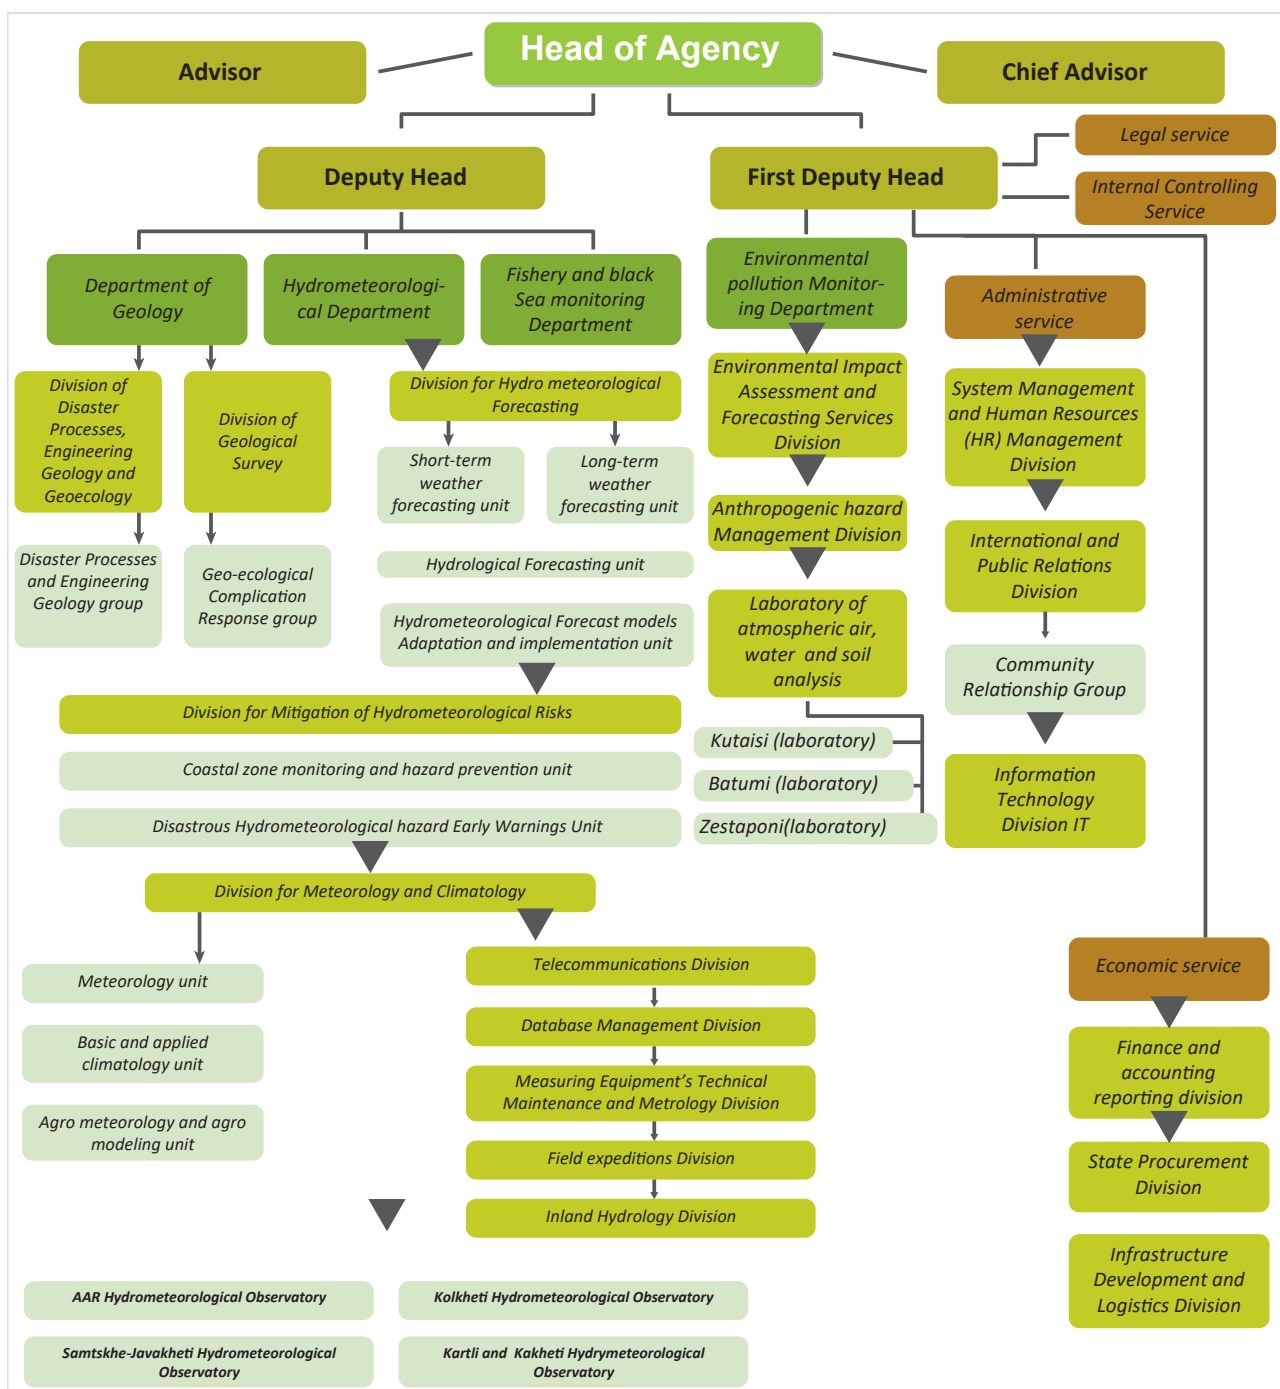 Head of Agency
Advisor
Chief Advisor
Legal service
Deputy Head
First Deputy Head
Internal Controlling
Service
Department of
Geology
Hydrometeorologi-
cal Department
Fishery and black
Sea monitoring
Department
Environmental
pollution Monitor-
ing Department
Administrative
service
Division of
Disaster
Processes,
Engineering
Geology and
Geoecology
Division of
Geological
Survey
Division for Hydro meteorological
Forecasting
Environmental Impact
Assessment and
Forecasting Services
Division
System Management
and Human Resources
(HR) Management
Division
Short-term
weather
forecasting unit
Long-term
weather
forecasting unit
Anthropogenic hazard
Management Division
International and
Public Relations
Division
Disaster Processes
and Engineering
Geology group
Geo-ecological
Complication
Response group
Hydrological Forecasting unit
Hydrometeorological Forecast models
Adaptation and implementation unit
Laboratory of
atmospheric air,
water  and soil
analysis
Community
Relationship Group
Division for Mitigation of Hydrometeorological Risks
Coastal zone monitoring and hazard prevention unit
Disastrous Hydrometeorological hazard Early Warnings Unit
Kutaisi (laboratory)
Batumi (laboratory)
Zestaponi(laboratory)
Information
Technology
Division IT
Division for Meteorology and Climatology
Meteorology unit
Basic and applied
climatology unit
Agro meteorology and agro
modeling unit
Telecommunications Division
Database Management Division
Measuring Equipment’s Technical
Maintenance and Metrology Division
Field expeditions Division
Inland Hydrology Division
Economic service
Finance and
accounting
reporting division
State Procurement
Division
Infrastructure
Development and
Logistics Division
AAR Hydrometeorological Observatory
Kolkheti Hydrometeorological Observatory
Samtskhe-Javakheti Hydrometeorological
Observatory
Kartli and  Kakheti Hydrymeteorological
Observatory